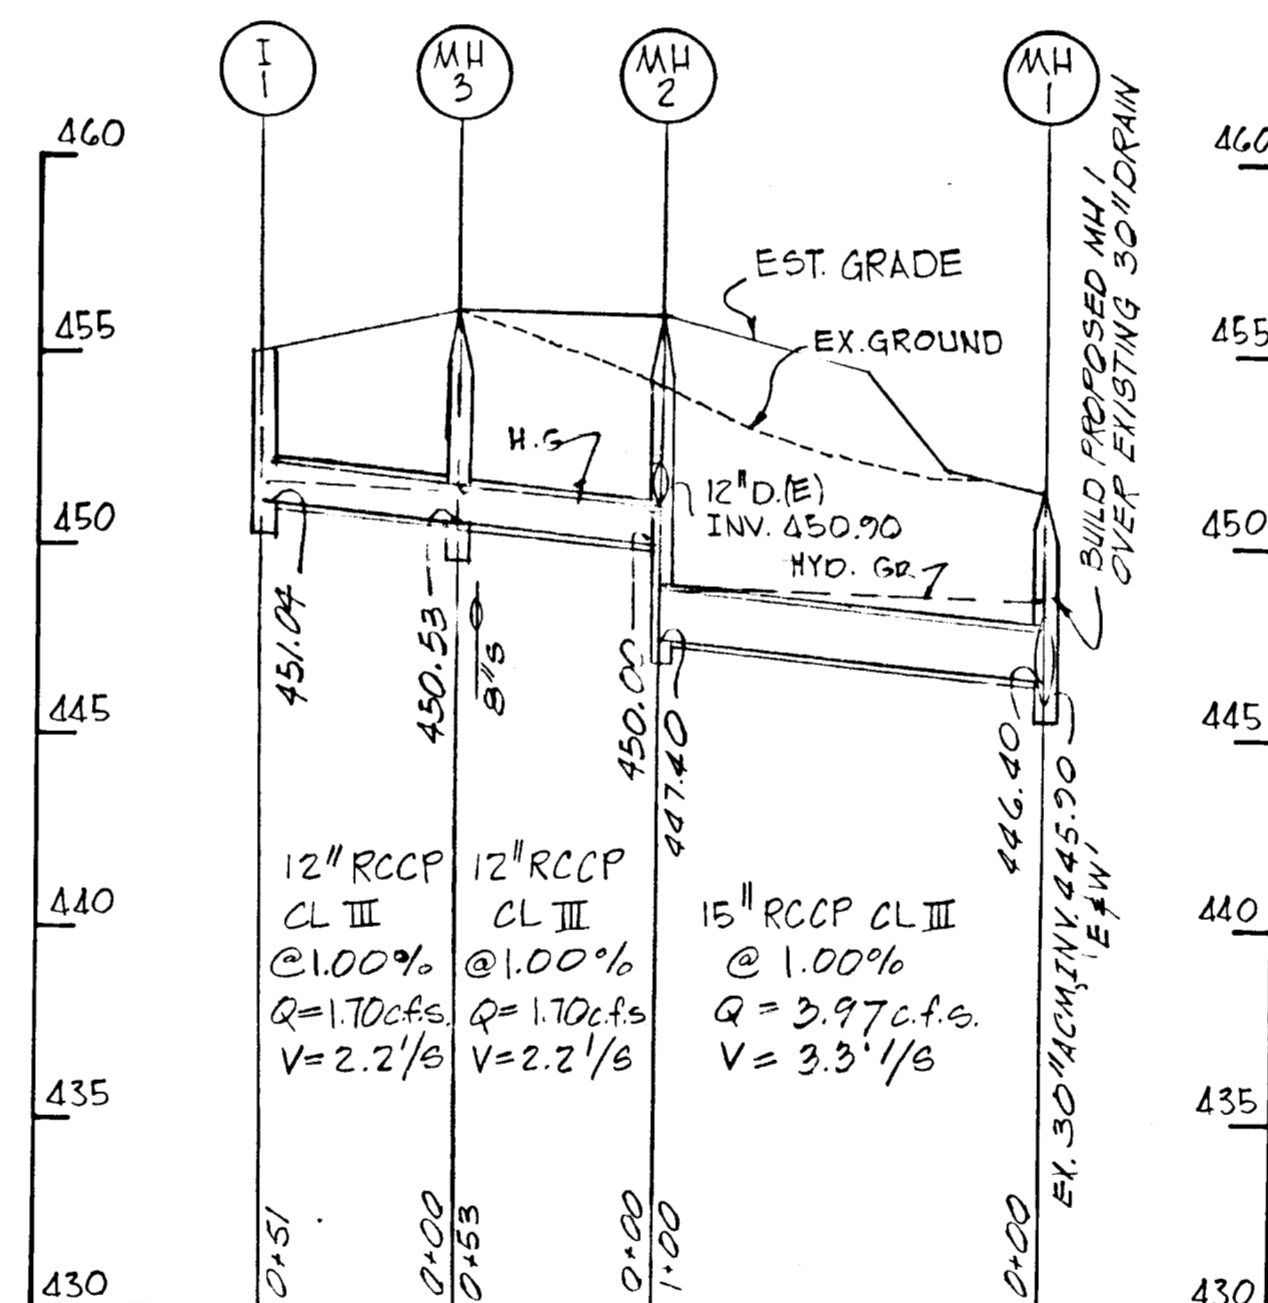 I
1
MH
3
MH
2
MH
1
460
455
450
445
440
435
430
460
455
450
445
440
435
430
BUILD PROPOSED MH 1
OVER EXISTING 30" DRAIN
EST. GRADE
EX. GROUND
H.G
12" D.(E)
INV. 450.90
HYD. GR.
451.04
450.53
8"S
450.00
447.40
446.40
EX. 30" ACM, INV. 445.90
E & W
12" RCCP
CL III
@1.00%
Q=1.70c.f.s.
V=2.2'/S
12" RCCP
CL III
@1.00%
Q=1.70c.f.s
V=2.2'/S
15" RCCP CL III
@ 1.00%
Q = 3.97c.f.s.
V = 3.3'/S
0+51
0+00
0+53
0+00
1+00
0+00